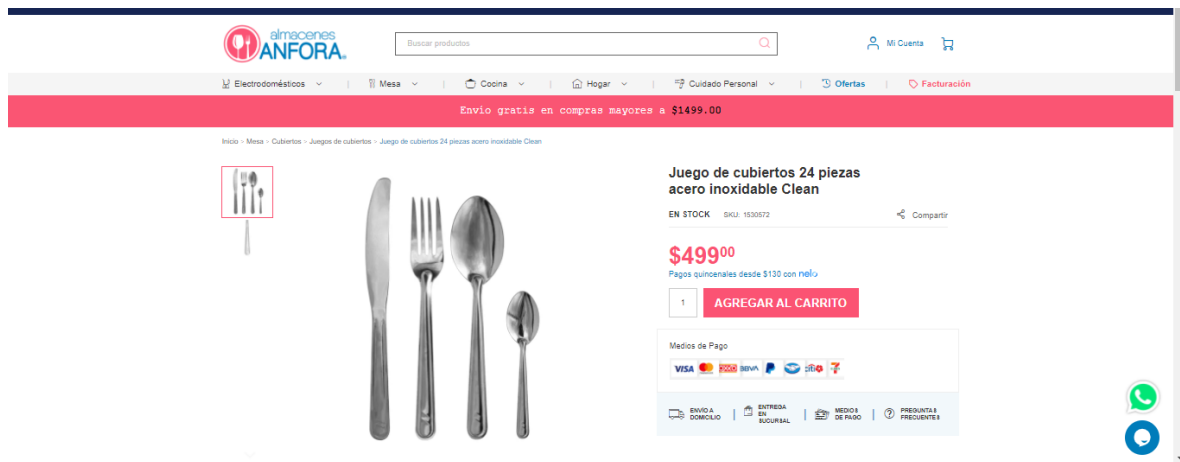 almacenes
ANFORA
Buscar productos
Mi Cuenta
Electrodomésticos
Mesa
Cocina
Hogar
Cuidado Personal
Ofertas
Facturación
Envío gratis en compras mayores a $1499.00
Inicio > Mesa > Cubiertos > Juegos de cubiertos > Juego de cubiertos 24 piezas acero inoxidable Clean
Juego de cubiertos 24 piezas
acero inoxidable Clean
EN STOCK SKU: 1530572
Compartir
$499⁰⁰
Pagos quincenales desde $130 con nelo
1
AGREGAR AL CARRITO
Medios de Pago
VISA BBVA
ENVÍO A
DOMICILIO
ENTREGA
EN
SUCURSAL
MEDIOS
DE PAGO
PREGUNTAS
FRECUENTES